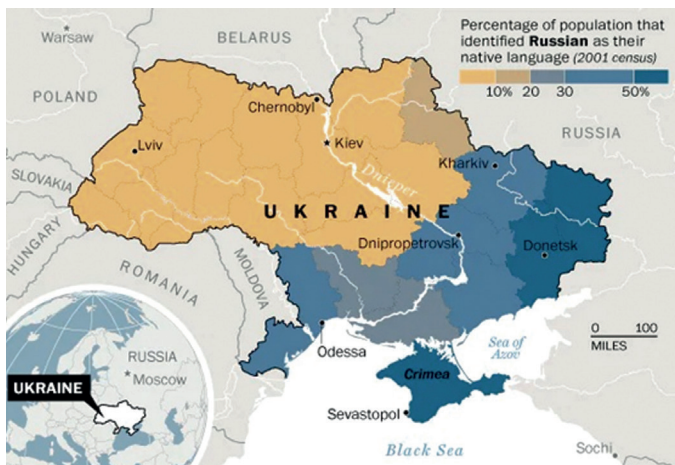 Percentage of population that
identified Russian as their
native language (2001 census)
10% 20 30 50%
Warsaw
BELARUS
POLAND
Chernobyl
RUSSIA
Lviv
Kiev
Kharkiv
SLOVAKIA
Dnieper
UKRAINE
HUNGARY
Dnipropetrovsk
Donetsk
ROMANIA
MOLDOVA
RUSSIA
Moscow
UKRAINE
Odessa
Sea of
Azov
0 100
MILES
Crimea
Sevastopol
Black Sea
Sochi